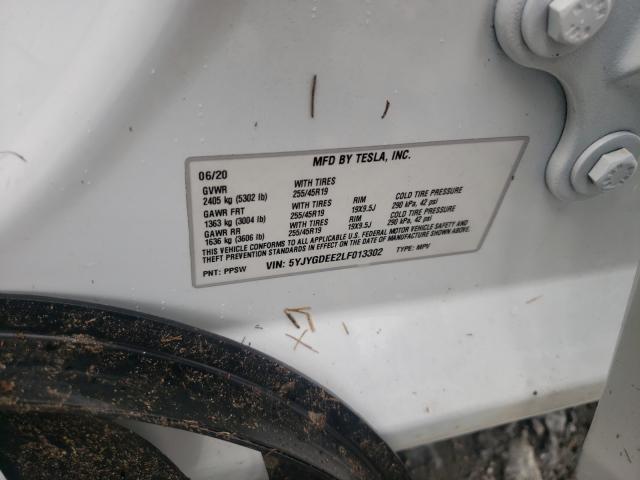 MFD BY TESLA, INC.
06/20
GVWR WITH TIRES
2405 kg (5302 lb) 255/45R19
GAWR FRT WITH TIRES RIM COLD TIRE PRESSURE
1363 kg (3004 lb) 255/45R19 19X9.5J 290 kPa, 42 psi
GAWR RR WITH TIRES RIM COLD TIRE PRESSURE
1636 kg (3606 lb) 255/45R19 19X9.5J 290 kPa, 42 psi
THIS VEHICLE CONFORMS TO ALL APPLICABLE FEDERAL MOTOR VEHICLE SAFETY AND
THEFT PREVENTION STANDARDS IN EFFECT ON THE DATE OF MANUFACTURE SHOWN ABOVE.
PNT: PPSW VIN: 5YJYGDEE2LF013302 TYPE: MPV